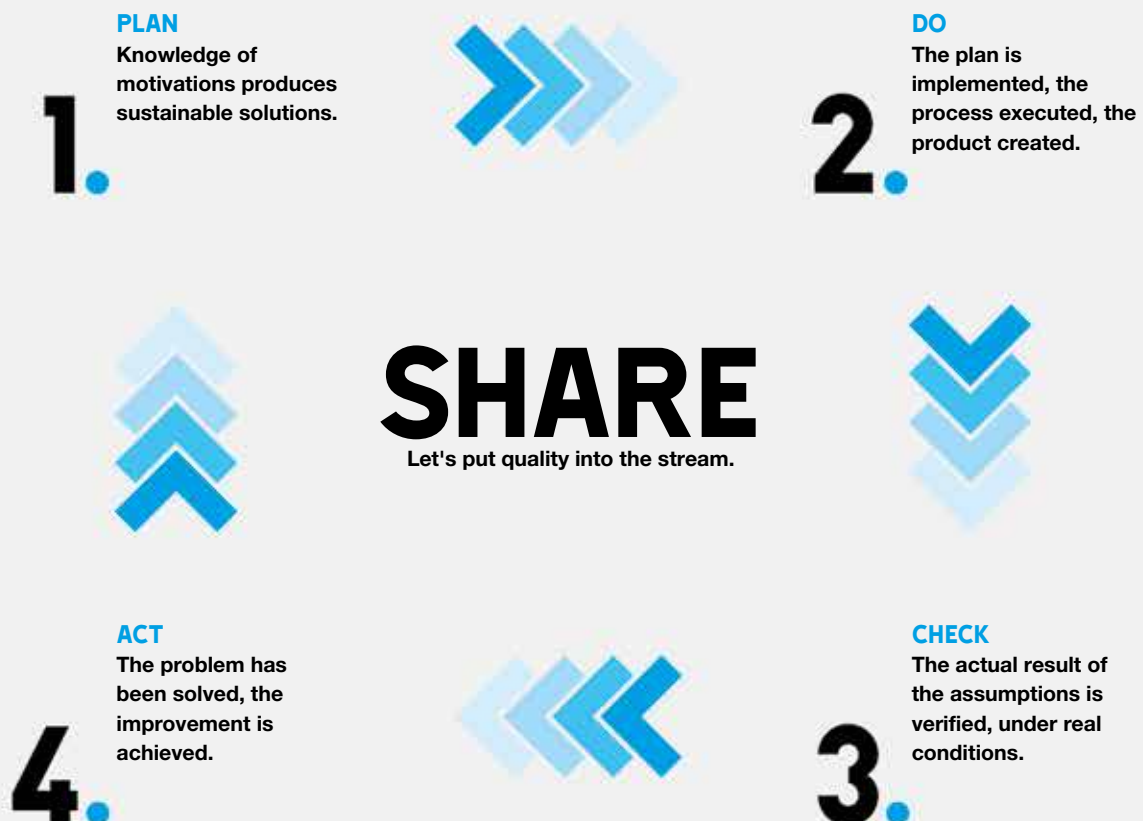 1.
PLAN
Knowledge of
motivations produces
sustainable solutions.
2.
DO
The plan is
implemented, the
process executed, the
product created.
SHARE
Let's put quality into the stream.
4.
ACT
The problem has
been solved, the
improvement is
achieved.
3.
CHECK
The actual result of
the assumptions is
verified, under real
conditions.